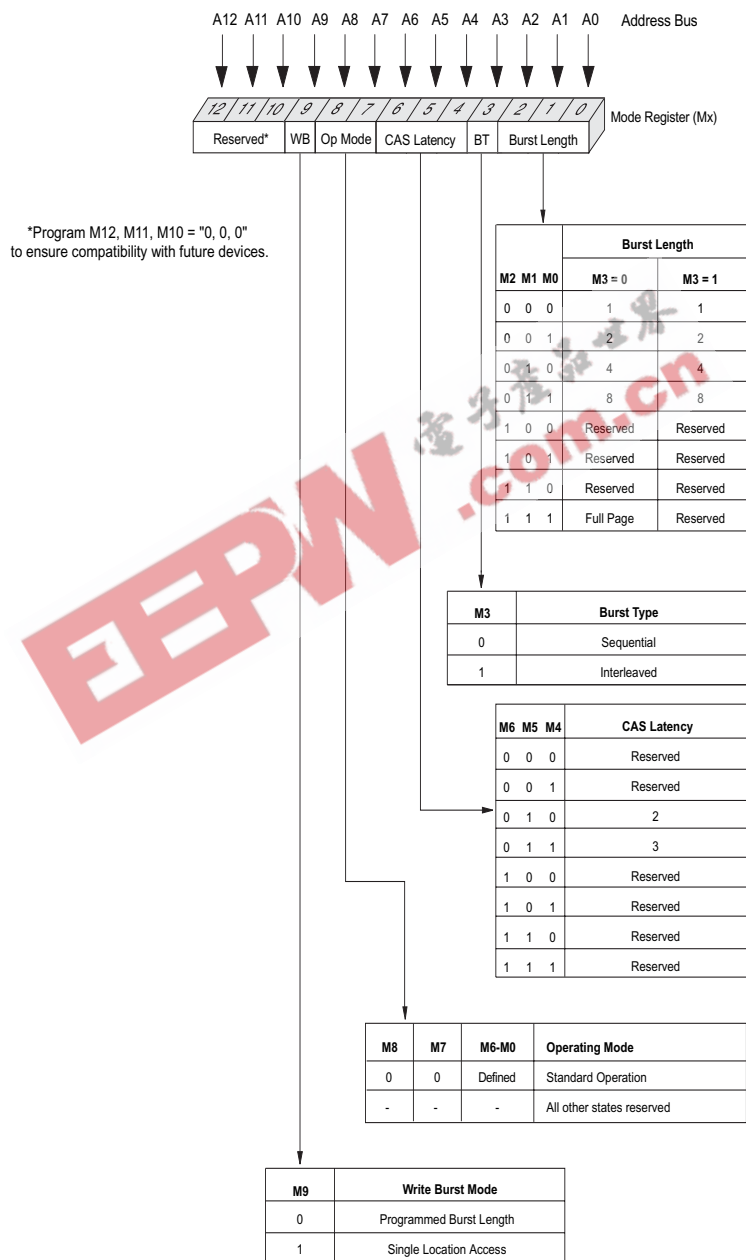 A12 A11 A10 A9 A8 A7 A6 A5 A4 A3 A2 A1 A0 Address Bus
12 11 10 9 8 7 6 5 4 3 2 1 0
Mode Register (Mx)
Reserved* WB Op Mode CAS Latency BT Burst Length
*Program M12, M11, M10 = "0, 0, 0"
to ensure compatibility with future devices.
Burst Length
M2 M1 M0 M3 = 0 M3 = 1
0 0 0 1 1
0 0 1 2 2
0 1 0 4 4
0 1 1 8 8
1 0 0 Reserved Reserved
1 0 1 Reserved Reserved
1 1 0 Reserved Reserved
1 1 1 Full Page Reserved
EEPW.com.cn
電子產品世界
M3 Burst Type
0 Sequential
1 Interleaved
M6 M5 M4 CAS Latency
0 0 0 Reserved
0 0 1 Reserved
0 1 0 2
0 1 1 3
1 0 0 Reserved
1 0 1 Reserved
1 1 0 Reserved
1 1 1 Reserved
M8 M7 M6-M0 Operating Mode
0 0 Defined Standard Operation
- - - All other states reserved
M9 Write Burst Mode
0 Programmed Burst Length
1 Single Location Access